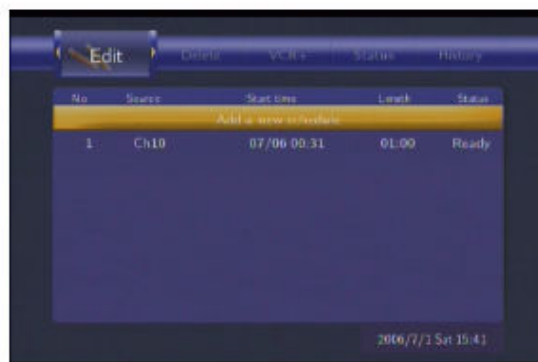 Edit Delete VCR+ Status History
No Source Start time Length Status
Add a new schedule
1 Ch10 07/06 00:31 01:00 Ready
2006/7/1 Sat 15:41